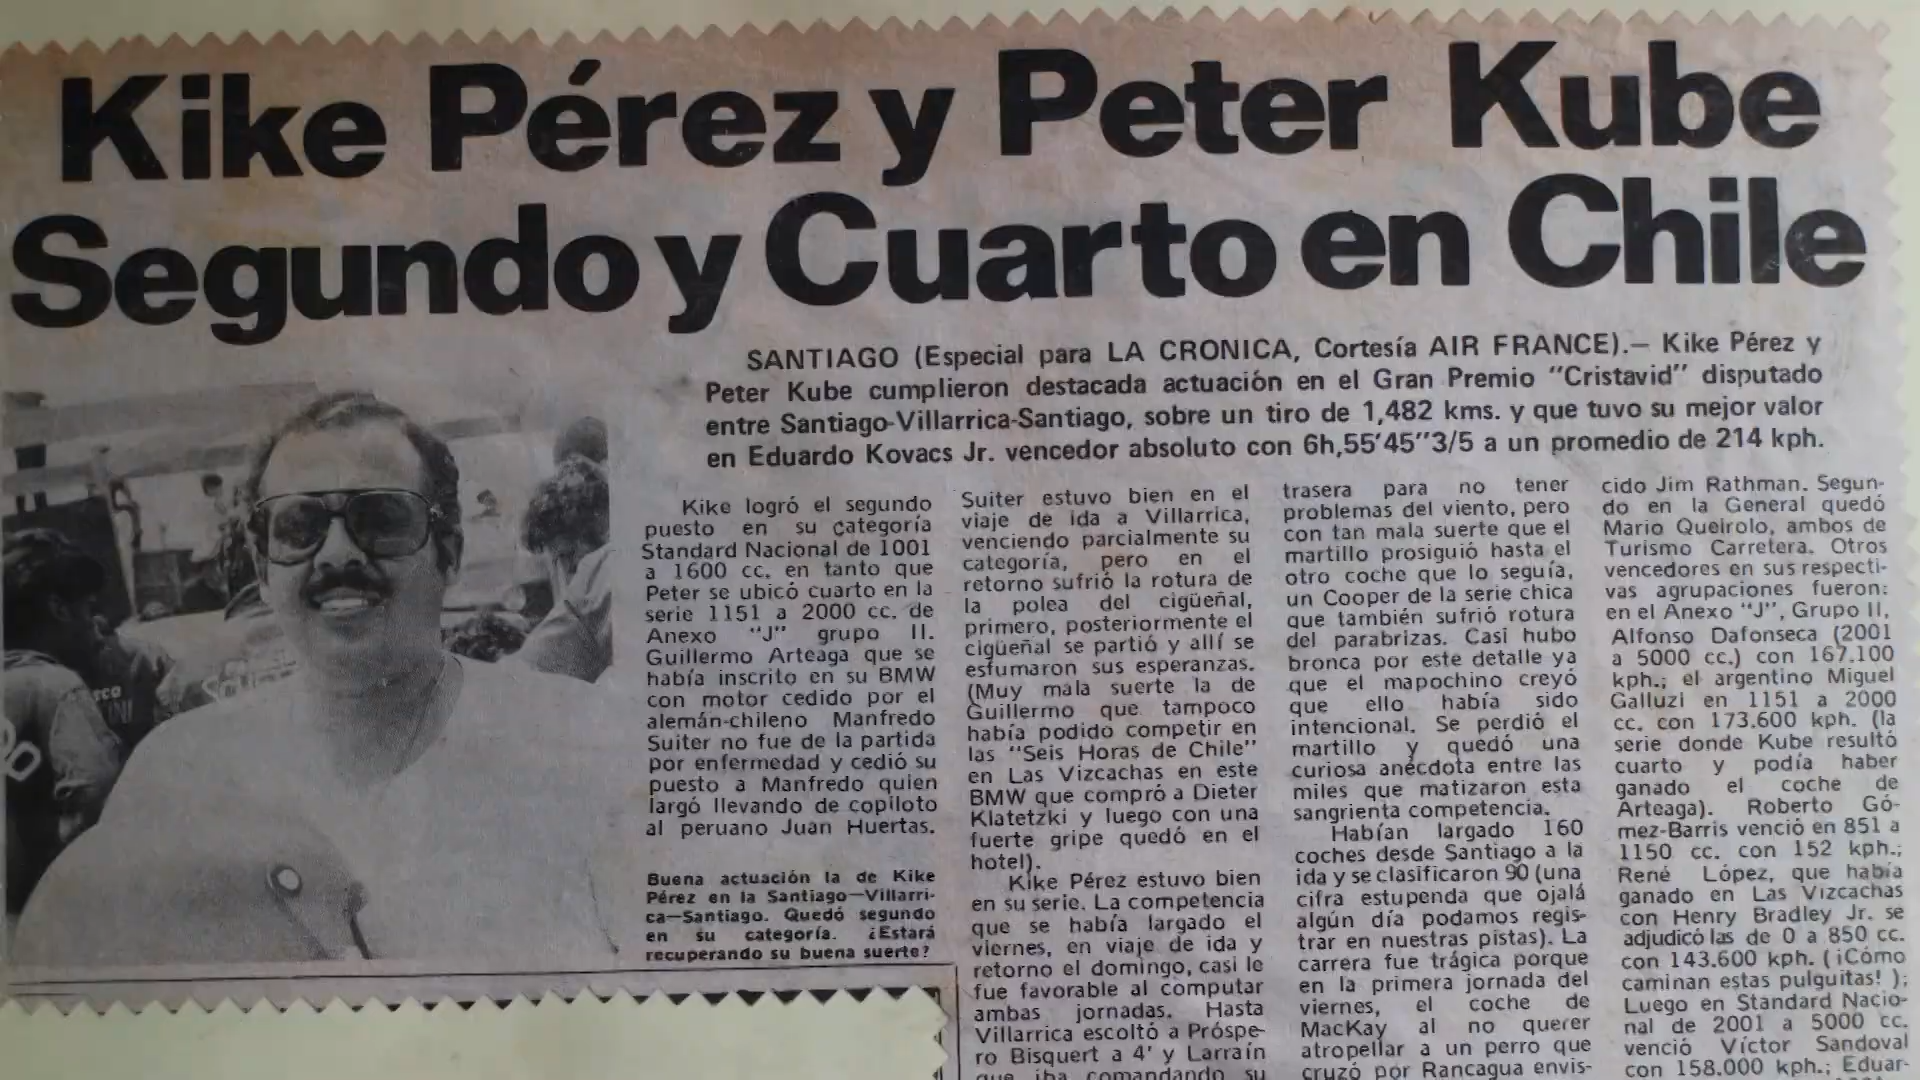 Kike Pérez y Peter Kube
Segundo y Cuarto en Chile
SANTIAGO (Especial para LA CRONICA, Cortesía AIR FRANCE).— Kike Pérez y
Peter Kube cumplieron destacada actuación en el Gran Premio "Cristavid" disputado
entre Santiago-Villarrica-Santiago, sobre un tiro de 1,482 kms. y que tuvo su mejor valor
en Eduardo Kovacs Jr. vencedor absoluto con 6h,55'45''3/5 a un promedio de 214 kph.
Kike logró el segundo
puesto en su categoría
Standard Nacional de 1001
a 1600 cc. en tanto que
Peter se ubicó cuarto en la
serie 1151 a 2000 cc. de
Anexo "J" grupo II.
Guillermo Arteaga que se
había inscrito en su BMW
con motor cedido por el
alemán-chileno Manfredo
Suiter no fue de la partida
por enfermedad y cedió su
puesto a Manfredo quien
largó llevando de copiloto
al peruano Juan Huertas.
Buena actuación la de Kike
Pérez en la Santiago—Villarri-
ca—Santiago. Quedó segundo
en su categoría. ¿Estará
recuperando su buena suerte?
Suiter estuvo bien en el
viaje de ida a Villarrica,
venciendo parcialmente su
categoría, pero en el
retorno sufrió la rotura de
la polea del cigüeñal,
primero, posteriormente el
cigüeñal se partió y allí se
esfumaron sus esperanzas.
(Muy mala suerte la de
Guillermo que tampoco
había podido competir en
las "Seis Horas de Chile"
en Las Vizcachas en este
BMW que compró a Dieter
Klatetzki y luego con una
fuerte gripe quedó en el
hotel).
Kike Pérez estuvo bien
en su serie. La competencia
que se había largado el
viernes, en viaje de ida y
retorno el domingo, casi le
fue favorable al computar
ambas jornadas. Hasta
Villarrica escoltó a Próspe-
ro Bisquert a 4' y Larraín
que iba comandando su
trasera para no tener
problemas del viento, pero
con tan mala suerte que el
martillo prosiguió hasta el
otro coche que lo seguía,
un Cooper de la serie chica
que también sufrió rotura
del parabrizas. Casi hubo
bronca por este detalle ya
que el mapochino creyó
que ello había sido
intencional. Se perdió el
martillo y quedó una
curiosa anécdota entre las
miles que matizaron esta
sangrienta competencia.
Habían largado 160
coches desde Santiago a la
ida y se clasificaron 90 (una
cifra estupenda que ojalá
algún día podamos regis-
trar en nuestras pistas). La
carrera fue trágica porque
en la primera jornada del
viernes, el coche de
MacKay al no querer
atropellar a un perro que
cruzó por Rancagua envis-
cido Jim Rathman. Segun-
do en la General quedó
Mario Queirolo, ambos de
Turismo Carretera. Otros
vencedores en sus respecti-
vas agrupaciones fueron:
en el Anexo "J", Grupo II,
Alfonso Dafonseca (2001
a 5000 cc.) con 167.100
kph.; el argentino Miguel
Galluzi en 1151 a 2000
cc. con 173.600 kph. (la
serie donde Kube resultó
cuarto y podía haber
ganado el coche de
Arteaga). Roberto Gó-
mez-Barris venció en 851 a
1150 cc. con 152 kph.;
René López, que había
ganado en Las Vizcachas
con Henry Bradley Jr. se
adjudicó las de 0 a 850 cc.
con 143.600 kph. (¡Cómo
caminan estas pulguitas! );
Luego en Standard Nacio-
nal de 2001 a 5000 cc.
venció Víctor Sandoval
con 158.000 kph.; Eduar-